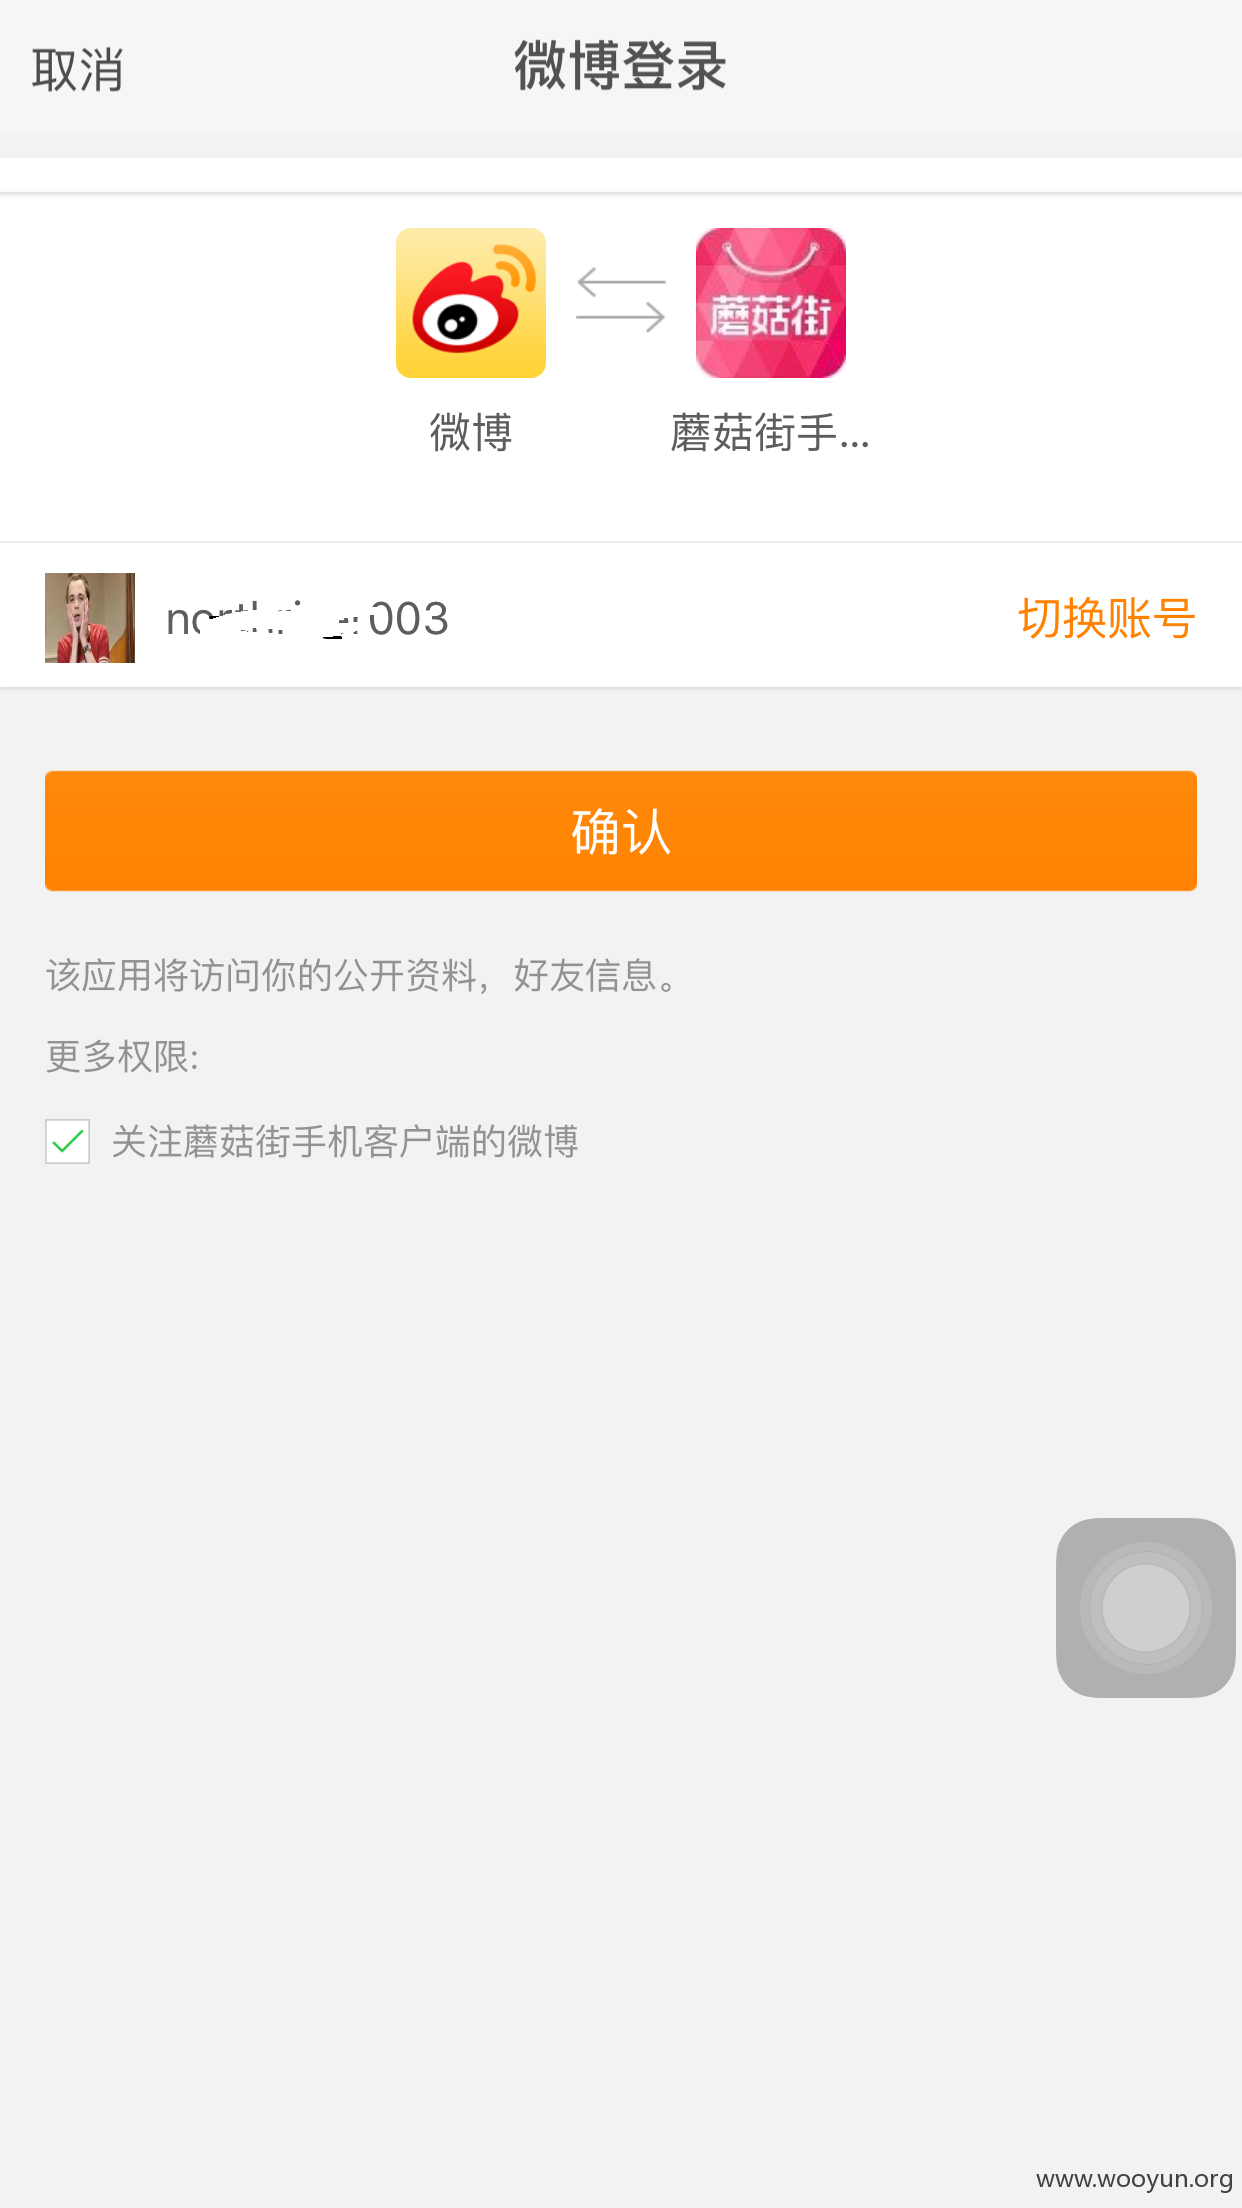 取消
微博登录
蘑菇街
微博
蘑菇街手...
003
切换账号
确认
该应用将访问你的公开资料，好友信息。
更多权限:
关注蘑菇街手机客户端的微博
www.wooyun.org